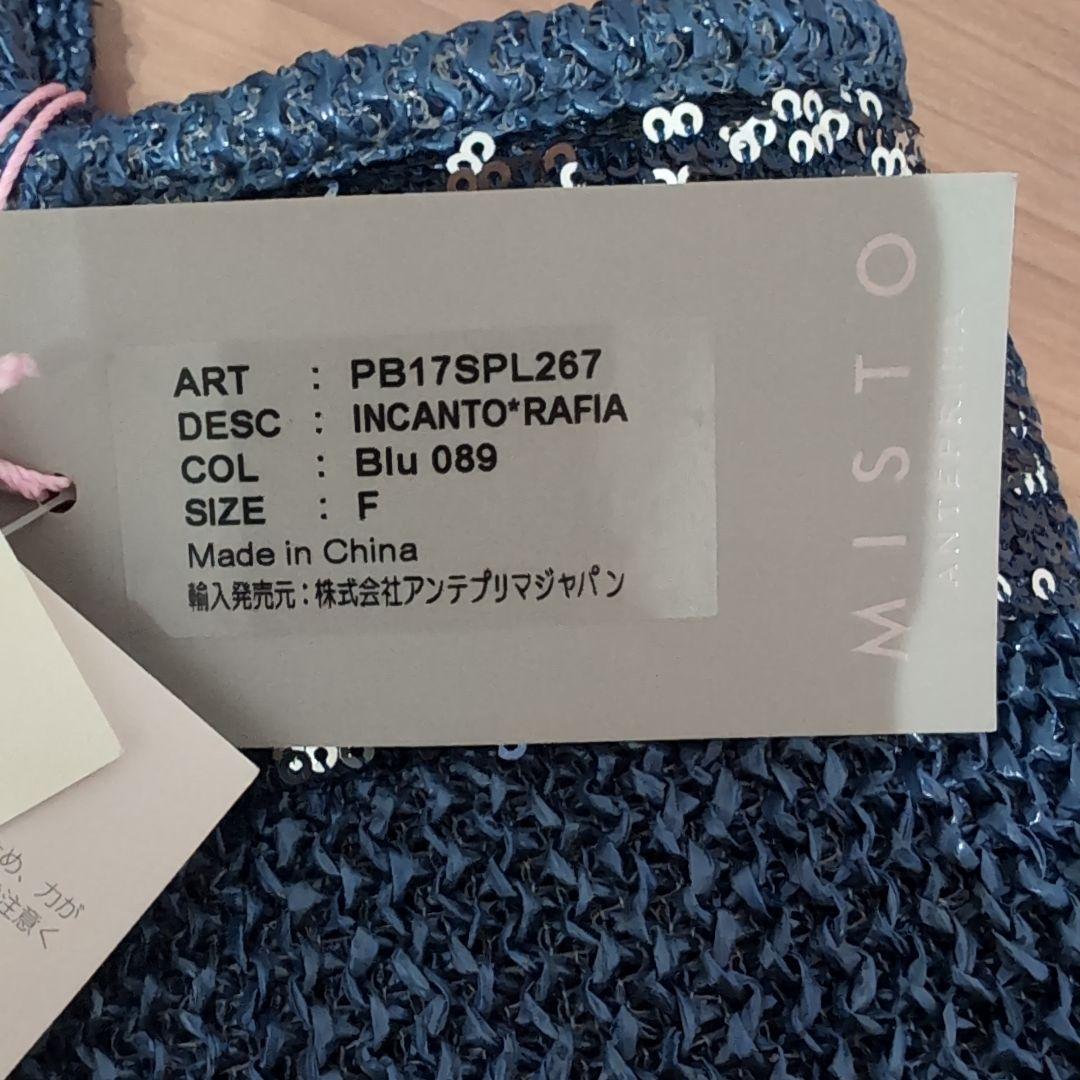 ART : PB17SPL267
DESC : INCANTO*RAFIA
COL : Blu 089
SIZE : F
Made in China
輸入発売元：株式会社アンテプリマジャパン
MISTO
ANTEPRIMA
め、力が
注意く